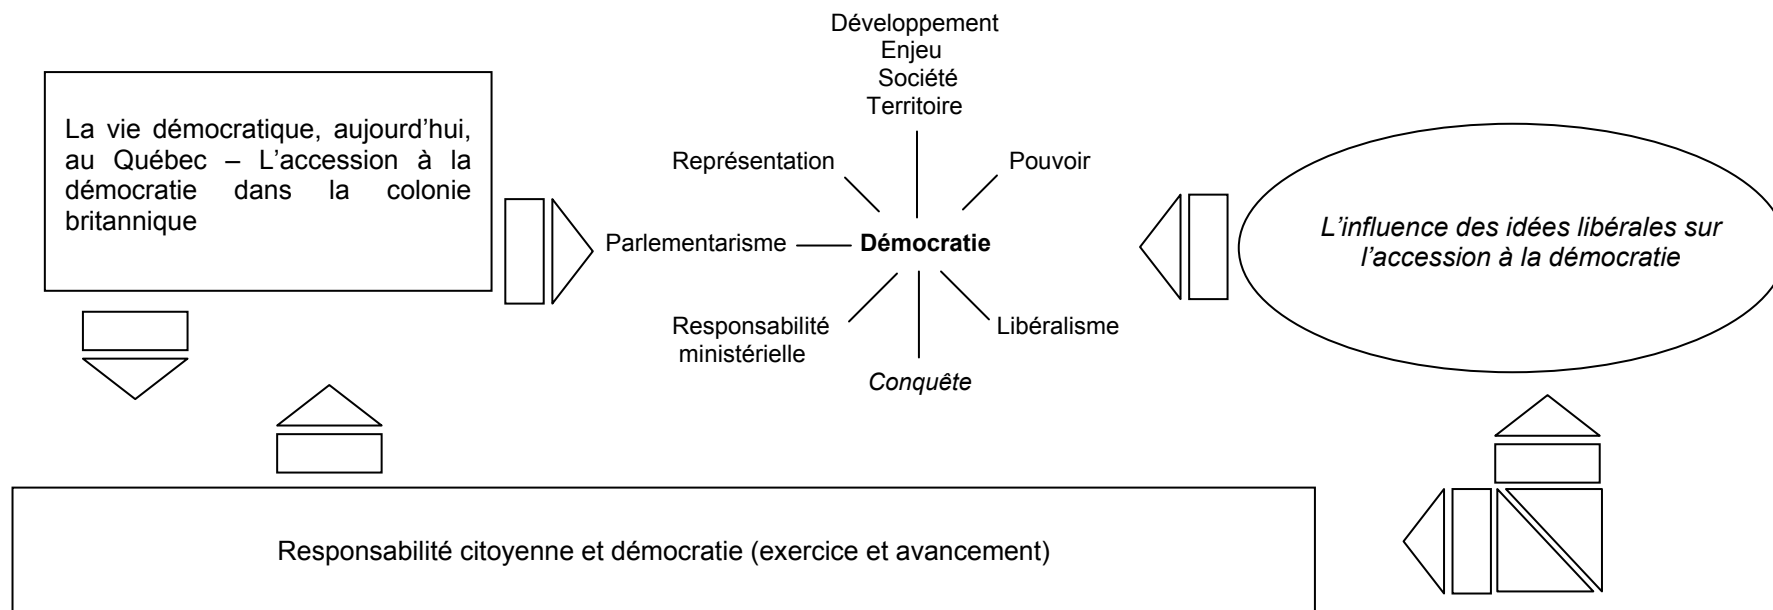 Développement
Enjeu
Société
Territoire
La vie démocratique, aujourd’hui,
au Québec – L’accession à la
démocratie dans la colonie
britannique
Représentation
Pouvoir
Parlementarisme
Démocratie
Responsabilité
ministérielle
Libéralisme
Conquête
L’influence des idées libérales sur
l’accession à la démocratie
Responsabilité citoyenne et démocratie (exercice et avancement)